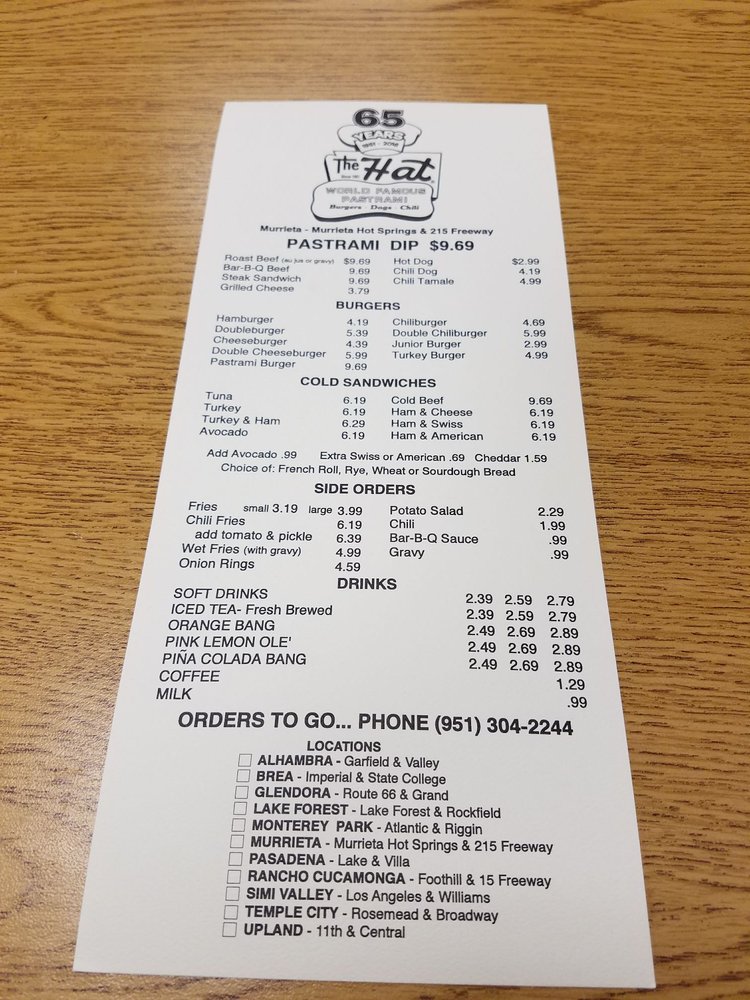 65
YEARS
1951 - 2016
The Hat
WORLD FAMOUS
PASTRAMI
Burgers Dogs Chili
Murrieta - Murrieta Hot Springs & 215 Freeway
PASTRAMI DIP $9.69
Roast Beef (au jus or gravy) $9.69 Hot Dog $2.99
Bar-B-Q Beef 9.69 Chili Dog 4.19
Steak Sandwich 9.69 Chili Tamale 4.99
Grilled Cheese 3.79
BURGERS
Hamburger 4.19 Chiliburger 4.69
Doubleburger 5.39 Double Chiliburger 5.99
Cheeseburger 4.39 Junior Burger 2.99
Double Cheeseburger 5.99 Turkey Burger 4.99
Pastrami Burger 9.69
COLD SANDWICHES
Tuna 6.19 Cold Beef 9.69
Turkey 6.19 Ham & Cheese 6.19
Turkey & Ham 6.29 Ham & Swiss 6.19
Avocado 6.19 Ham & American 6.19
Add Avocado .99 Extra Swiss or American .69 Cheddar 1.59
Choice of: French Roll, Rye, Wheat or Sourdough Bread
SIDE ORDERS
Fries small 3.19 large 3.99 Potato Salad 2.29
Chili Fries 6.19 Chili 1.99
add tomato & pickle 6.39 Bar-B-Q Sauce .99
Wet Fries (with gravy) 4.99 Gravy .99
Onion Rings 4.59
DRINKS
SOFT DRINKS 2.39 2.59 2.79
ICED TEA- Fresh Brewed 2.39 2.59 2.79
ORANGE BANG 2.49 2.69 2.89
PINK LEMON OLE' 2.49 2.69 2.89
PIÑA COLADA BANG 2.49 2.69 2.89
COFFEE 1.29
MILK .99
ORDERS TO GO... PHONE (951) 304-2244
LOCATIONS
ALHAMBRA - Garfield & Valley
BREA - Imperial & State College
GLENDORA - Route 66 & Grand
LAKE FOREST - Lake Forest & Rockfield
MONTEREY PARK - Atlantic & Riggin
MURRIETA - Murrieta Hot Springs & 215 Freeway
PASADENA - Lake & Villa
RANCHO CUCAMONGA - Foothill & 15 Freeway
SIMI VALLEY - Los Angeles & Williams
TEMPLE CITY - Rosemead & Broadway
UPLAND - 11th & Central